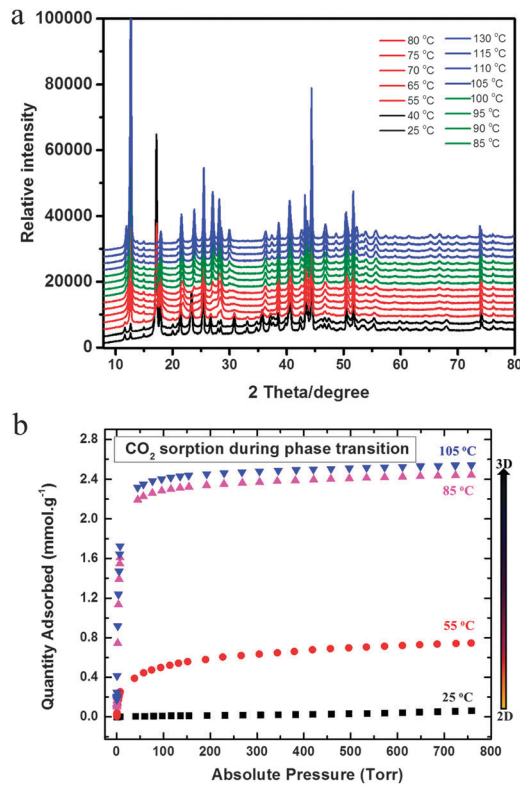 a
100000
80000
60000
40000
20000
0
Relative intensity
80 °C
75 °C
70 °C
65 °C
55 °C
40 °C
25 °C
130 °C
115 °C
110 °C
105 °C
100 °C
95 °C
90 °C
85 °C
10 20 30 40 50 60 70 80
2 Theta/degree
b
CO₂ sorption during phase transition
2.8
2.4
2.0
1.6
1.2
0.8
0.4
0.0
Quantity Adsorbed (mmol.g⁻¹)
105 °C
85 °C
55 °C
25 °C
3D
2D
0 100 200 300 400 500 600 700 800
Absolute Pressure (Torr)